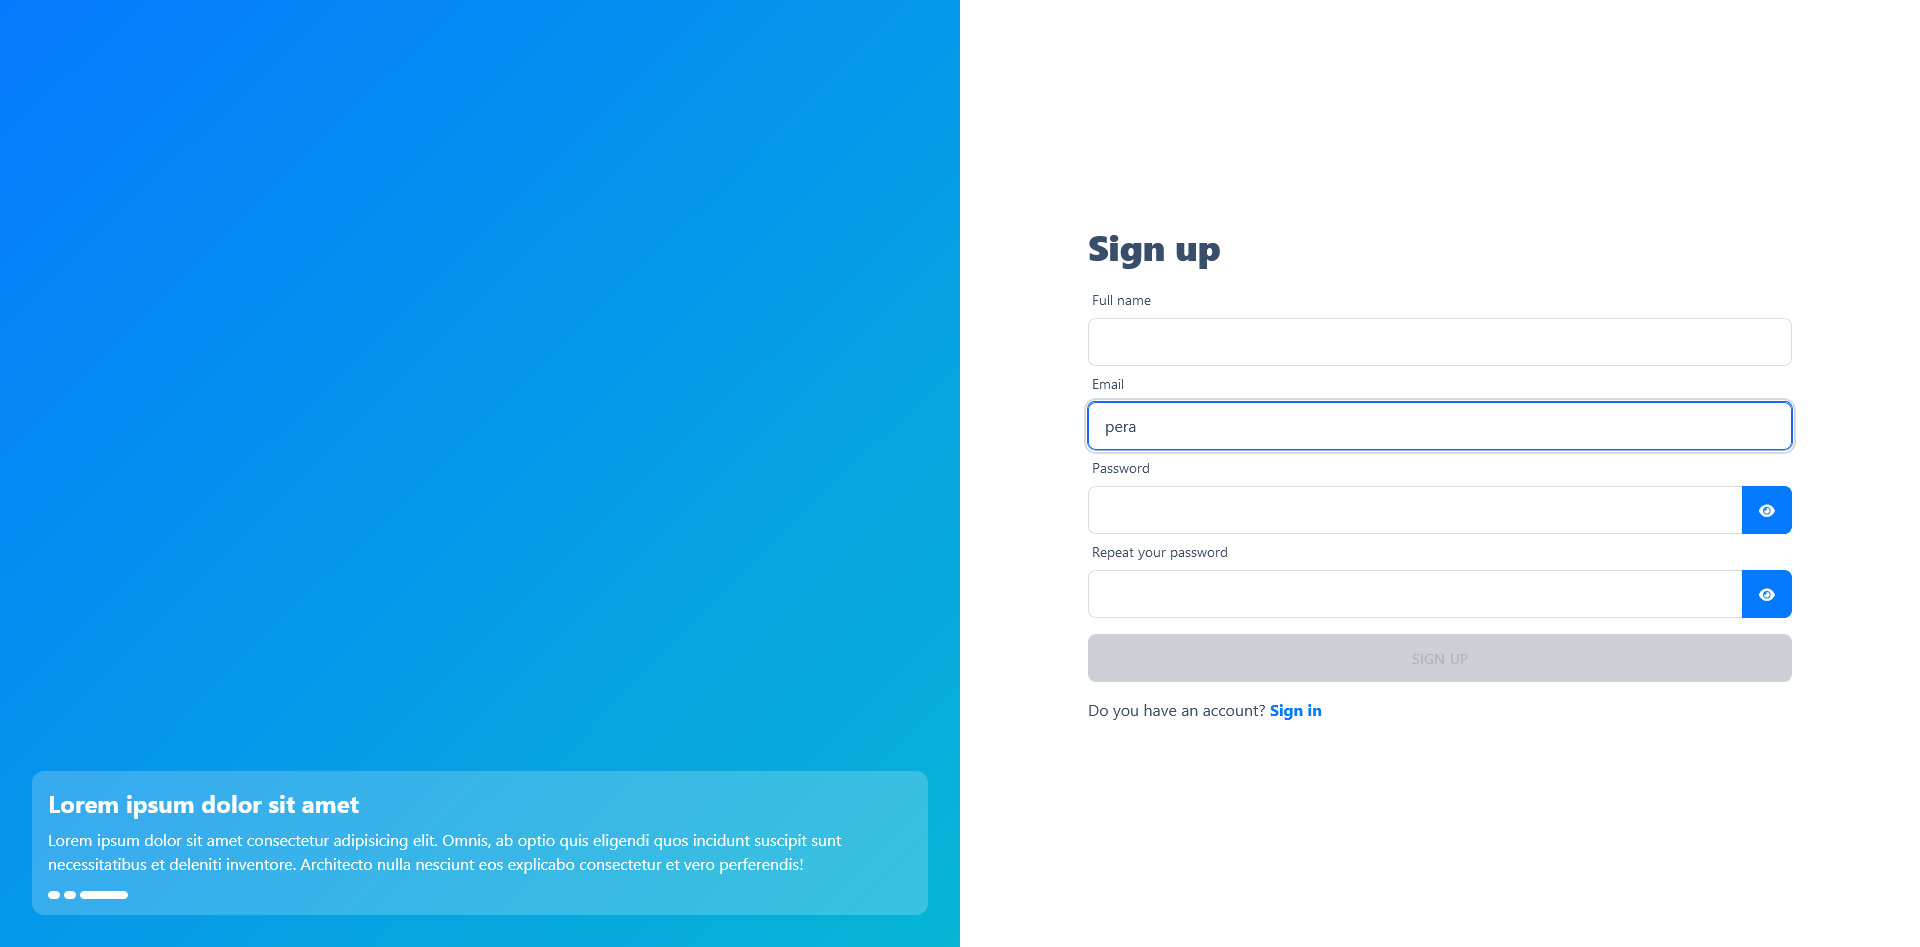 Sign up
Full name
Email
pera
Password
Repeat your password
SIGN UP
Do you have an account? Sign in
Lorem ipsum dolor sit amet
Lorem ipsum dolor sit amet consectetur adipisicing elit. Omnis, ab optio quis eligendi quos incidunt suscipit sunt
necessitatibus et deleniti inventore. Architecto nulla nesciunt eos explicabo consectetur et vero perferendis!